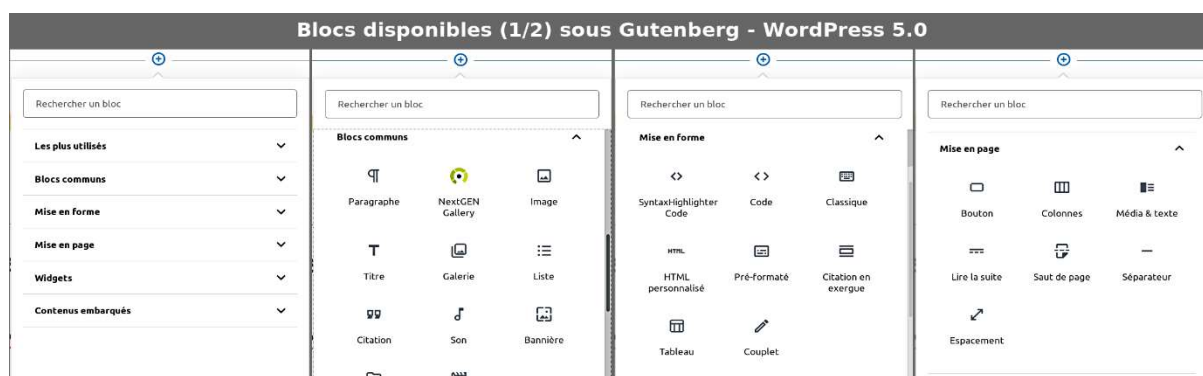 Blocs disponibles (1/2) sous Gutenberg - WordPress 5.0
Rechercher un bloc
Les plus utilisés
Blocs communs
Mise en forme
Mise en page
Widgets
Contenus embarqués
Rechercher un bloc
Blocs communs
Paragraphe
NextGEN
Gallery
Image
Titre
Galerie
Liste
Citation
Son
Bannière
Rechercher un bloc
Mise en forme
SyntaxHighlighter
Code
Code
Classique
HTML
HTML
personnalisé
Pré-formaté
Citation en
exergue
Tableau
Couplet
Rechercher un bloc
Mise en page
Bouton
Colonnes
Média & texte
Lire la suite
Saut de page
Séparateur
Espacement